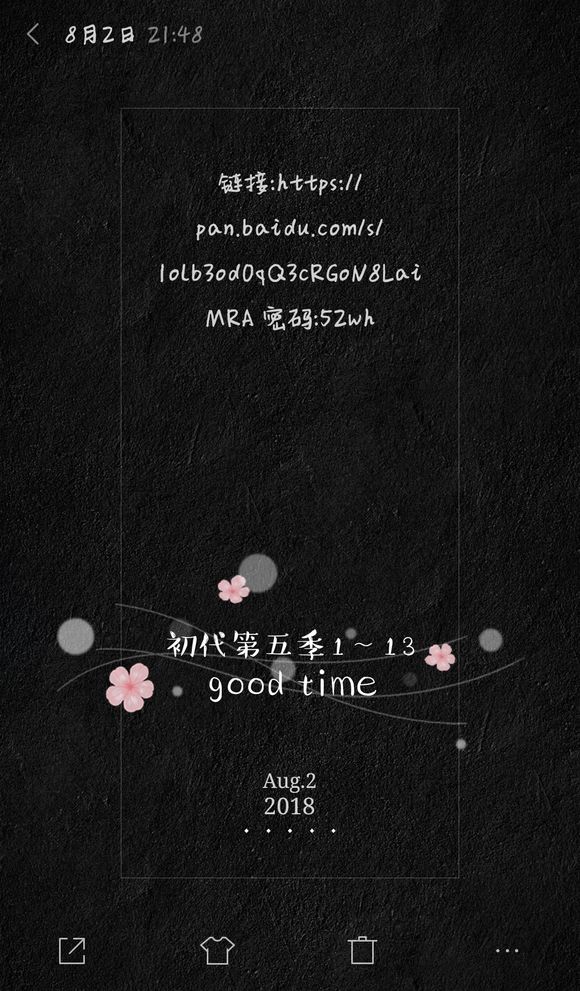 8月2日 21:48
链接:https://
pan.baidu.com/s/
1olb3od0qQ3cRGoN8Lai
MRA 密码:52wh
初代第五季1～13
good time
Aug.2
2018